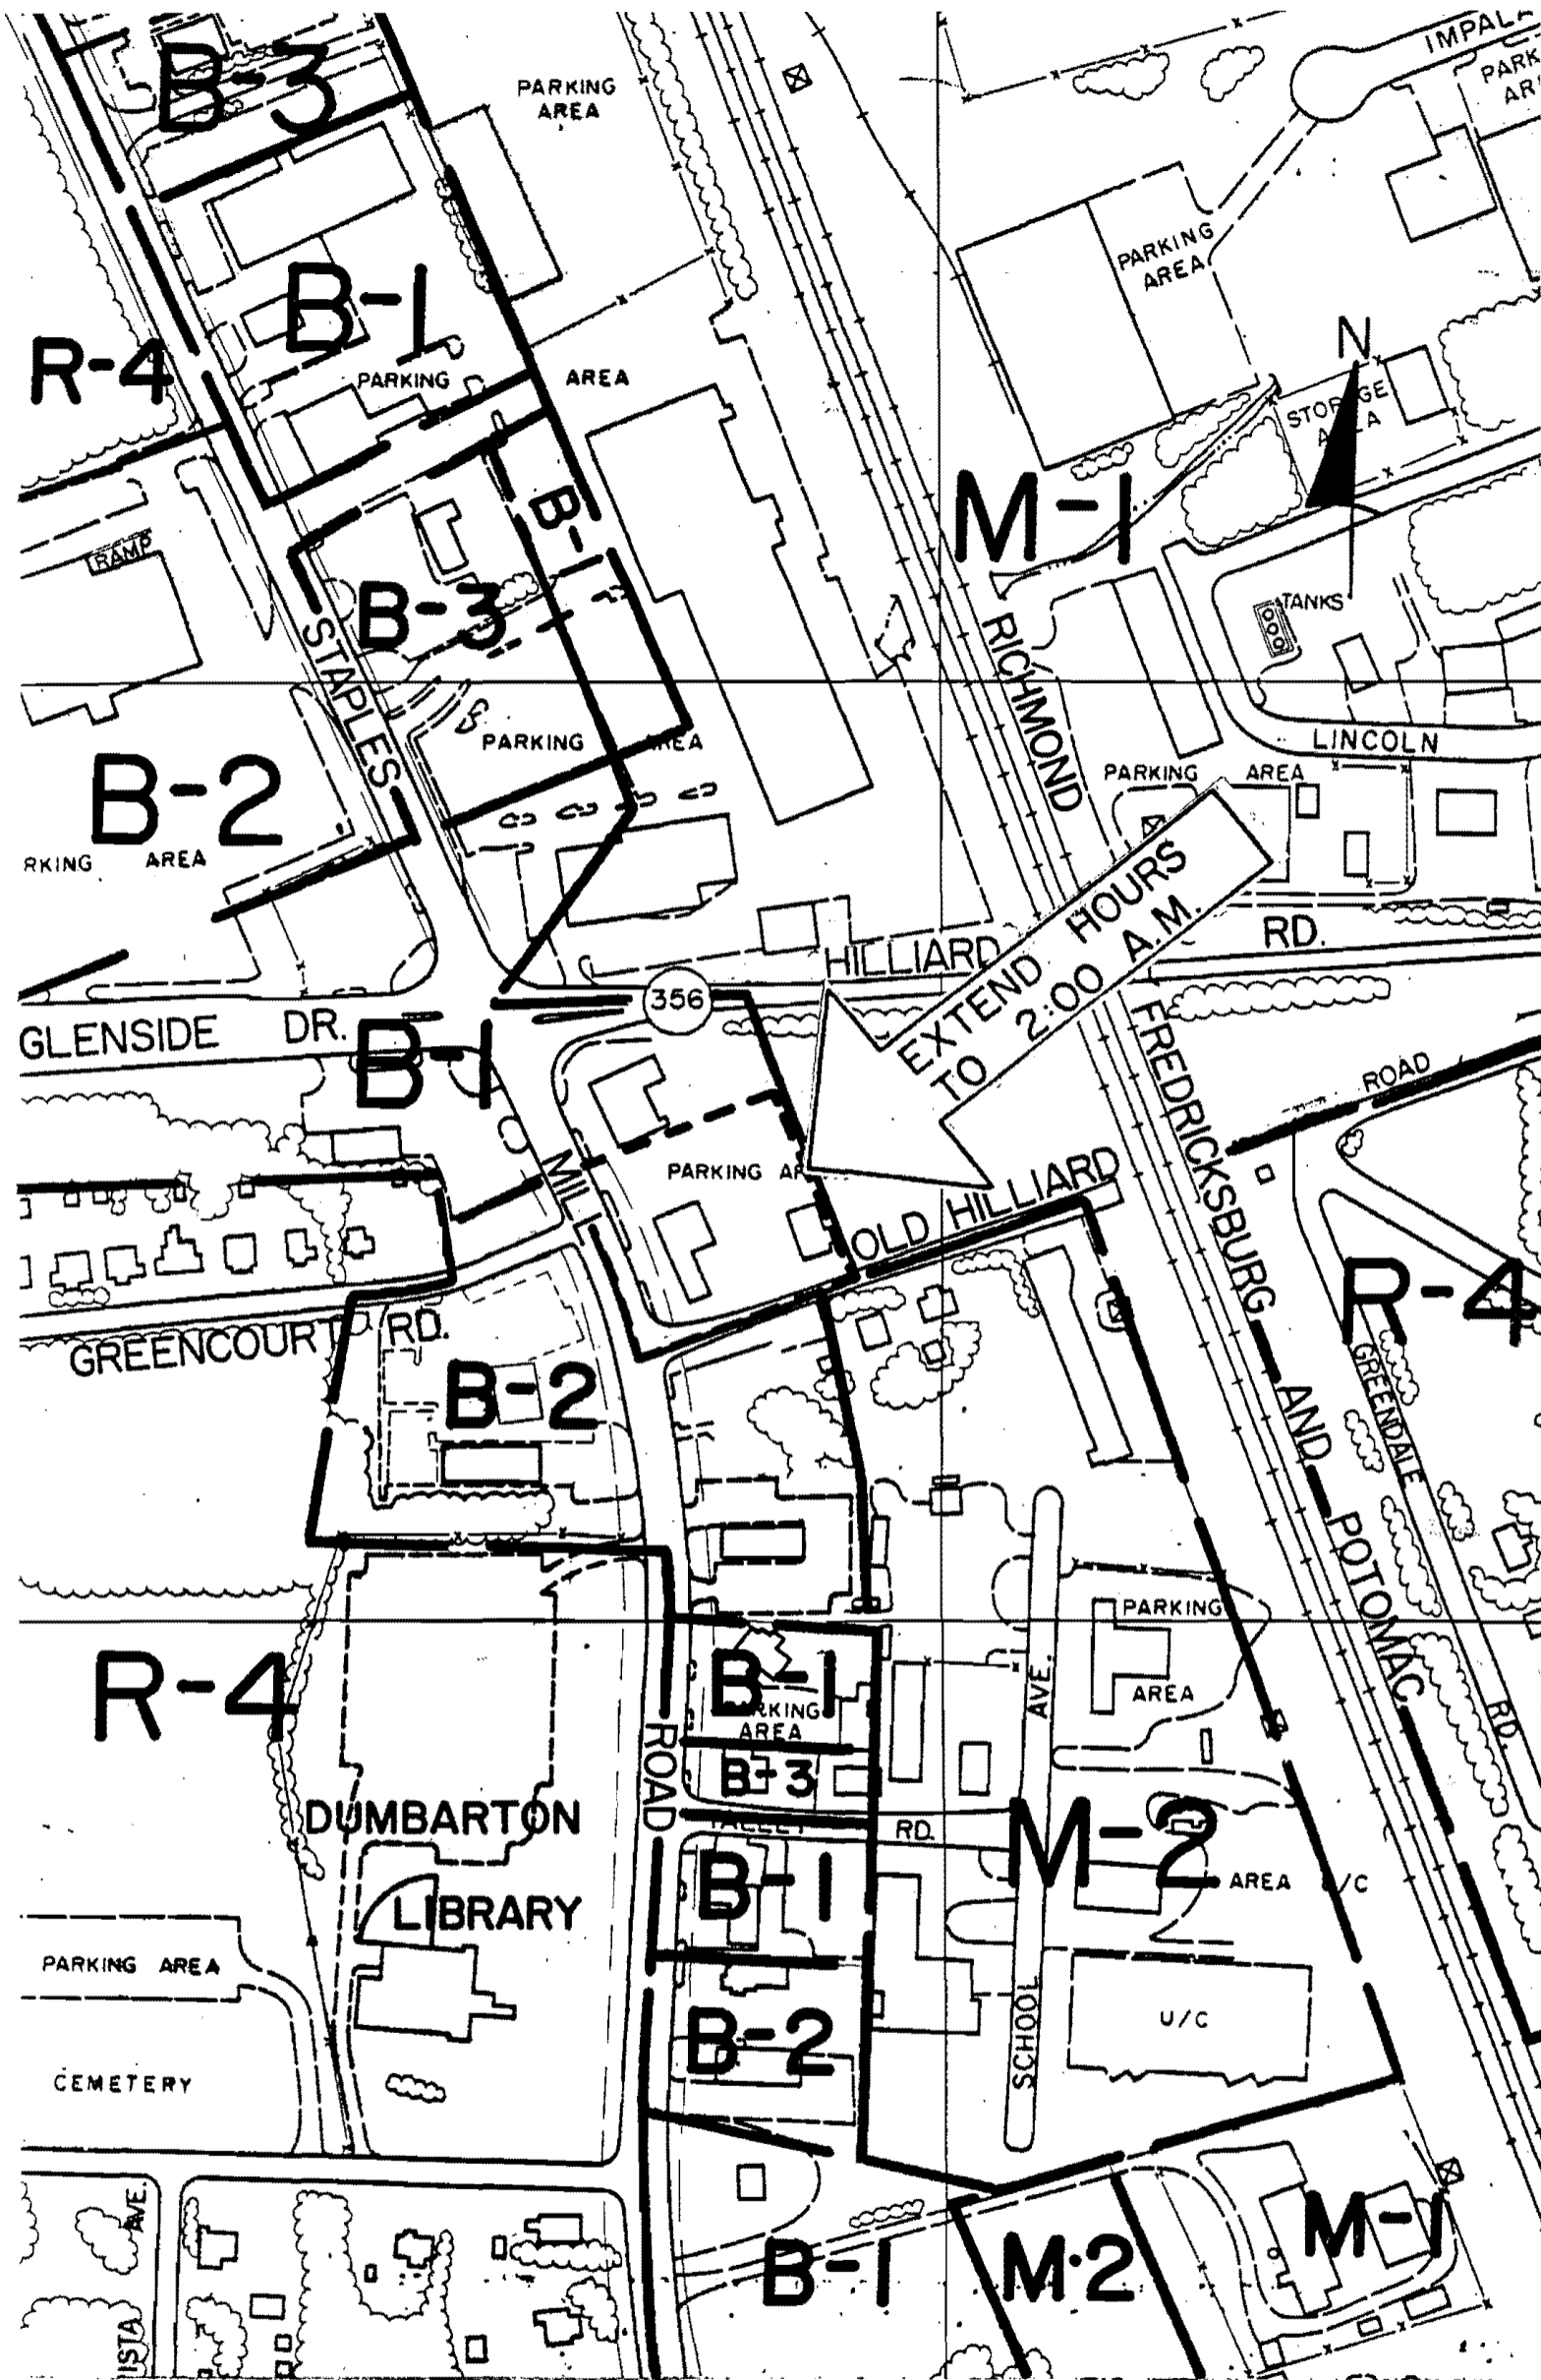 IMPALA
B-3
PARKING
AREA
PARKING
AREA
B-1
R-4
N
PARKING
AREA
STORAGE
AREA
M-1
B-1
RAMP
B-3
STAPLES
TANKS
RICHMOND
LINCOLN
PARKING AREA
B-2
PARKING AREA
RKING AREA
EXTEND HOURS
TO 2:00 A.M.
HILLIARD
RD.
356
GLENSIDE DR.
B-1
FREDRICKSBURG
ROAD
MILL
PARKING
OLD HILLIARD
R-4
GREENCOURT RD.
GREENDALE
B-2
AND
POTOMAC
PARKING
AREA
R-4
B-1
AREA
AVE.
RD.
ROAD
B-3
DUMBARTON
LIBRARY
RD.
M-2
B-1
AREA
PARKING AREA
U/C
B-2
SCHOOL
CEMETERY
AVE.
B-1
M-2
M-1
ISTA